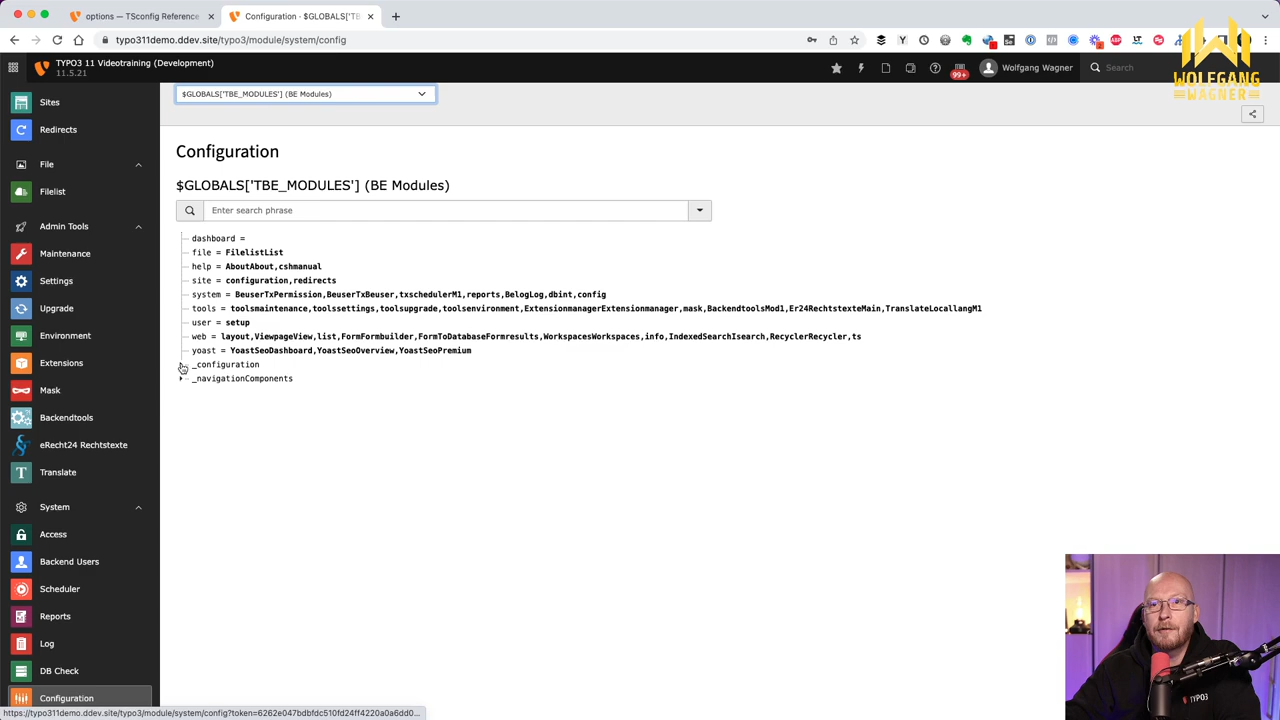 options — TSconfig Reference
Configuration · $GLOBALS['TBE
typo311demo.ddev.site/typo3/module/system/config
TYPO3 11 Videotraining (Development)
11.5.21
99+
Wolfgang Wagner
Search
WOLFGANG
WAGNER
Sites
Redirects
File
Filelist
Admin Tools
Maintenance
Settings
Upgrade
Environment
Extensions
Mask
Backendtools
eRecht24 Rechtstexte
Translate
System
Access
Backend Users
Scheduler
Reports
Log
DB Check
Configuration
$GLOBALS['TBE_MODULES'] (BE Modules)
Configuration
$GLOBALS['TBE_MODULES'] (BE Modules)
Enter search phrase
dashboard =
file = FilelistList
help = AboutAbout,cshmanual
site = configuration,redirects
system = BeuserTxPermission,BeuserTxBeuser,txschedulerM1,reports,BelogLog,dbint,config
tools = toolsmaintenance,toolssettings,toolsupgrade,toolsenvironment,ExtensionmanagerExtensionmanager,mask,BackendtoolsMod1,Er24RechtstexteMain,TranslateLocallangM1
user = setup
web = layout,ViewpageView,list,FormFormbuilder,FormToDatabaseFormresults,WorkspacesWorkspaces,info,IndexedSearchIsearch,RecyclerRecycler,ts
yoast = YoastSeoDashboard,YoastSeoOverview,YoastSeoPremium
_configuration
_navigationComponents
https://typo311demo.ddev.site/typo3/module/system/config?token=6262e047bdbfdc510fd24ff4220a0a6dd0...
TYPO3